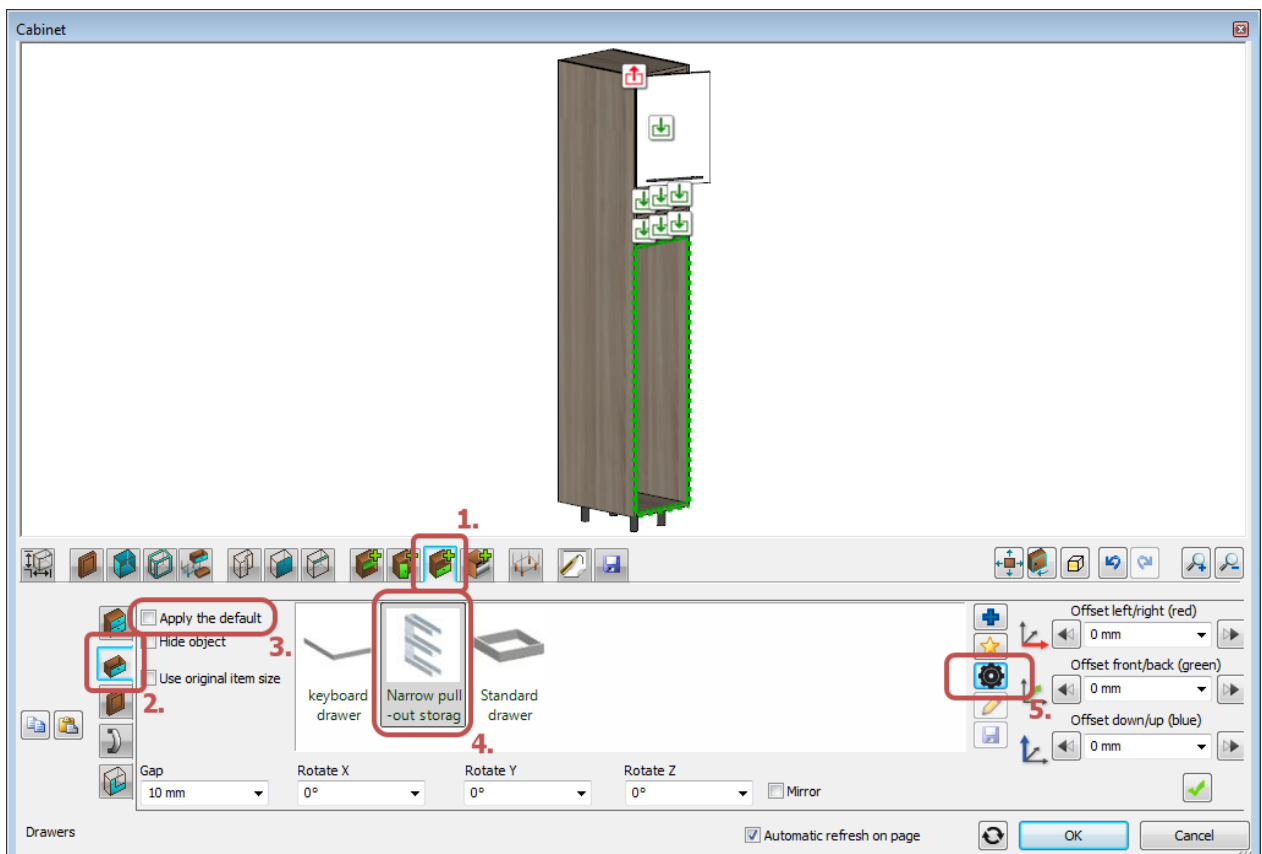 Cabinet
1.
Apply the default
Hide object
3.
Use original item size
2.
keyboard
drawer
Narrow pull
-out storag
Standard
drawer
4.
Offset left/right (red)
0 mm
Offset front/back (green)
0 mm
5.
Offset down/up (blue)
0 mm
Gap
10 mm
Rotate X
0°
Rotate Y
0°
Rotate Z
0°
Mirror
Drawers
Automatic refresh on page
OK
Cancel